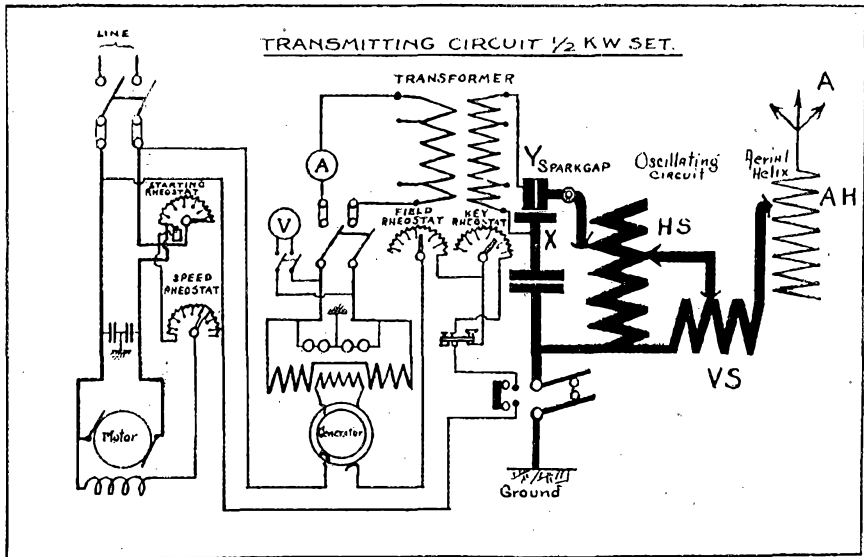 TRANSMITTING CIRCUIT 1/2 KW SET.
LINE
TRANSFORMER
A
A
Y
SPARKGAP
OSCILLATING
CIRCUIT
Aerial
Helix
AH
STARTING
RHEOSTAT
V
FIELD
RHEOSTAT
KEY
RHEOSTAT
X
HS
SPEED
RHEOSTAT
VS
Motor
Generator
Ground